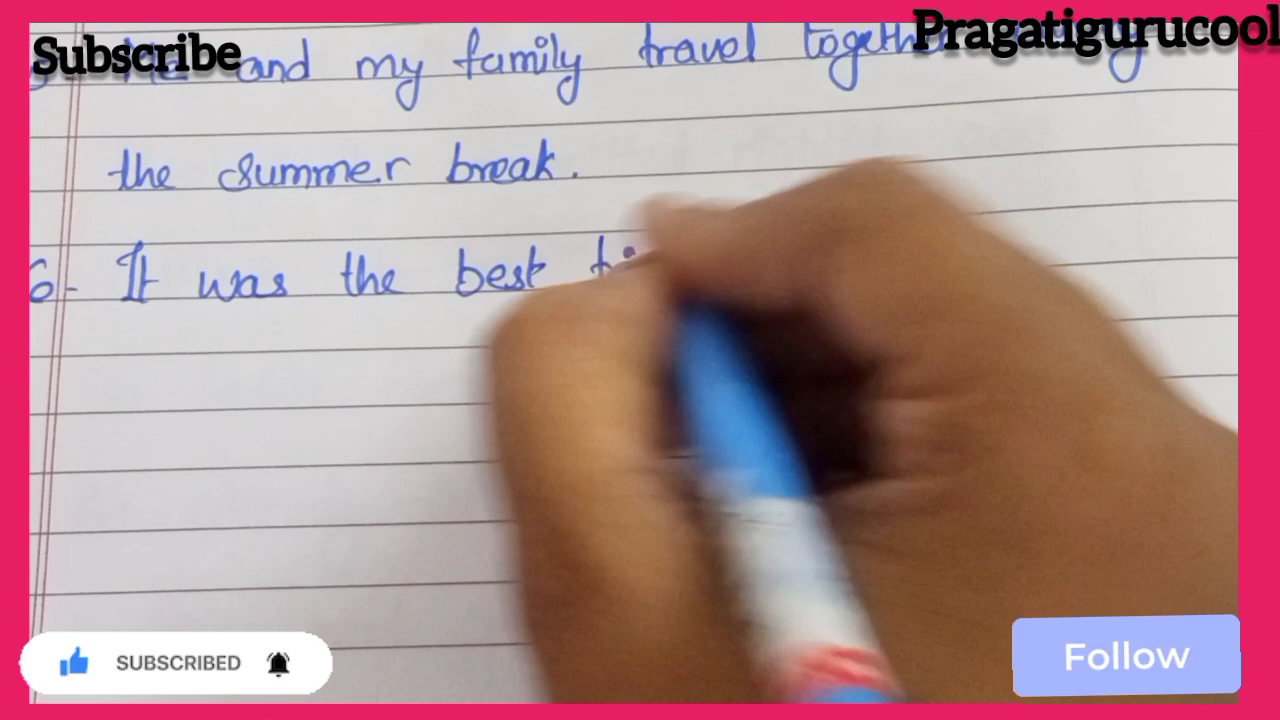 Subscribe
Pragatigurucool
and my family travel
the summer break.
6- It was the best
SUBSCRIBED
Follow